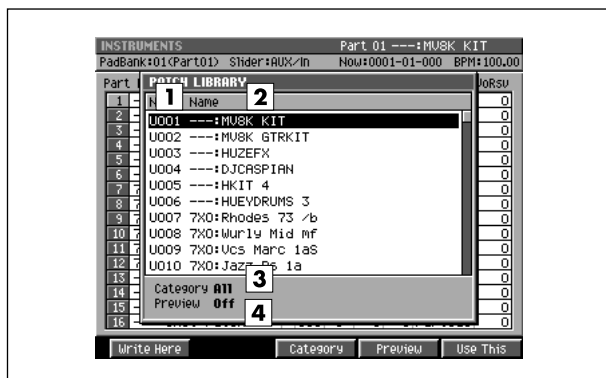 INSTRUMENTS Part 01 ---:MV8K KIT
PadBank:01(Part01) Slider:AUX/In Now:0001-01-000 BPM:100.00
Part PATCH LIBRARY VoRsv
1 2
Name
1 0
2 0
3 0
4 0
5 0
6 0
7 0
8 0
9 0
10 0
11 0
12 0
13 0
14 0
15 0
16 0
U001 ---:MV8K KIT
U002 ---:MV8K GTRKIT
U003 ---:HUZEFX
U004 ---:DJCASPIAN
U005 ---:HKIT 4
U006 ---:HUEYDRUMS 3
U007 7X0:Rhodes 73 /b
U008 7X0:Wurly Mid mf
U009 7X0:Vcs Marc 1aS
U010 7X0:Jazz 1a
3
Category All
Preview Off
4
Write Here Category Preview Use This